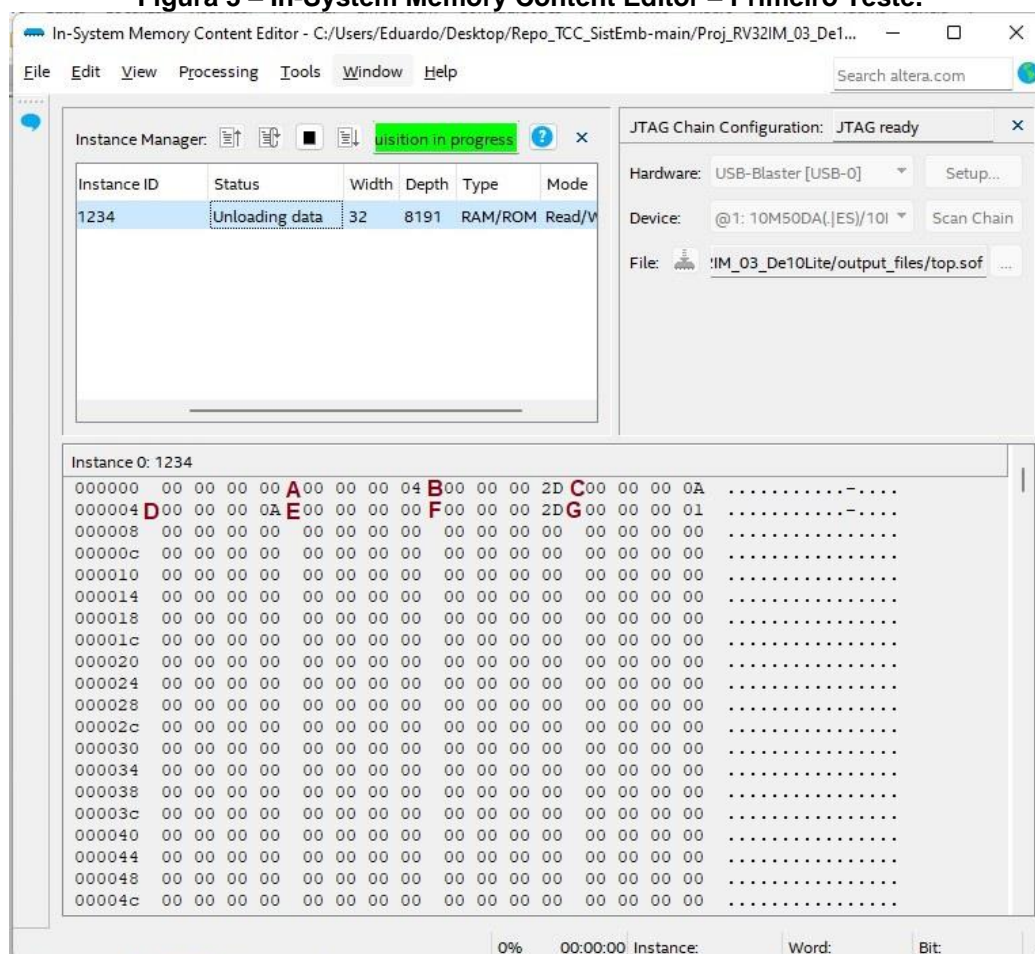 Figura 5 – In-System Memory Content Editor – Primeiro Teste.
In-System Memory Content Editor - C:/Users/Eduardo/Desktop/Repo_TCC_SistEmb-main/Proj_RV32IM_03_De1...
File Edit View Processing Tools Window Help
Search altera.com
Instance Manager: uisition in progress
JTAG Chain Configuration: JTAG ready
Instance ID Status Width Depth Type Mode
1234 Unloading data 32 8191 RAM/ROM Read/W
Hardware: USB-Blaster [USB-0] Setup...
Device: @1: 10M50DA(.|ES)/10I Scan Chain
File: !IM_03_De10Lite/output_files/top.sof ...
Instance 0: 1234
000000 00 00 00 00 A 00 00 00 04 B 00 00 00 2D C 00 00 00 0A ...........-....
000004 D 00 00 00 0A E 00 00 00 00 F 00 00 00 2D G 00 00 00 01 ...........-....
000008 00 00 00 00 00 00 00 00 00 00 00 00 00 00 00 00 ................
00000c 00 00 00 00 00 00 00 00 00 00 00 00 00 00 00 00 ................
000010 00 00 00 00 00 00 00 00 00 00 00 00 00 00 00 00 ................
000014 00 00 00 00 00 00 00 00 00 00 00 00 00 00 00 00 ................
000018 00 00 00 00 00 00 00 00 00 00 00 00 00 00 00 00 ................
00001c 00 00 00 00 00 00 00 00 00 00 00 00 00 00 00 00 ................
000020 00 00 00 00 00 00 00 00 00 00 00 00 00 00 00 00 ................
000024 00 00 00 00 00 00 00 00 00 00 00 00 00 00 00 00 ................
000028 00 00 00 00 00 00 00 00 00 00 00 00 00 00 00 00 ................
00002c 00 00 00 00 00 00 00 00 00 00 00 00 00 00 00 00 ................
000030 00 00 00 00 00 00 00 00 00 00 00 00 00 00 00 00 ................
000034 00 00 00 00 00 00 00 00 00 00 00 00 00 00 00 00 ................
000038 00 00 00 00 00 00 00 00 00 00 00 00 00 00 00 00 ................
00003c 00 00 00 00 00 00 00 00 00 00 00 00 00 00 00 00 ................
000040 00 00 00 00 00 00 00 00 00 00 00 00 00 00 00 00 ................
000044 00 00 00 00 00 00 00 00 00 00 00 00 00 00 00 00 ................
000048 00 00 00 00 00 00 00 00 00 00 00 00 00 00 00 00 ................
00004c 00 00 00 00 00 00 00 00 00 00 00 00 00 00 00 00 ................
0% 00:00:00 Instance: Word: Bit: